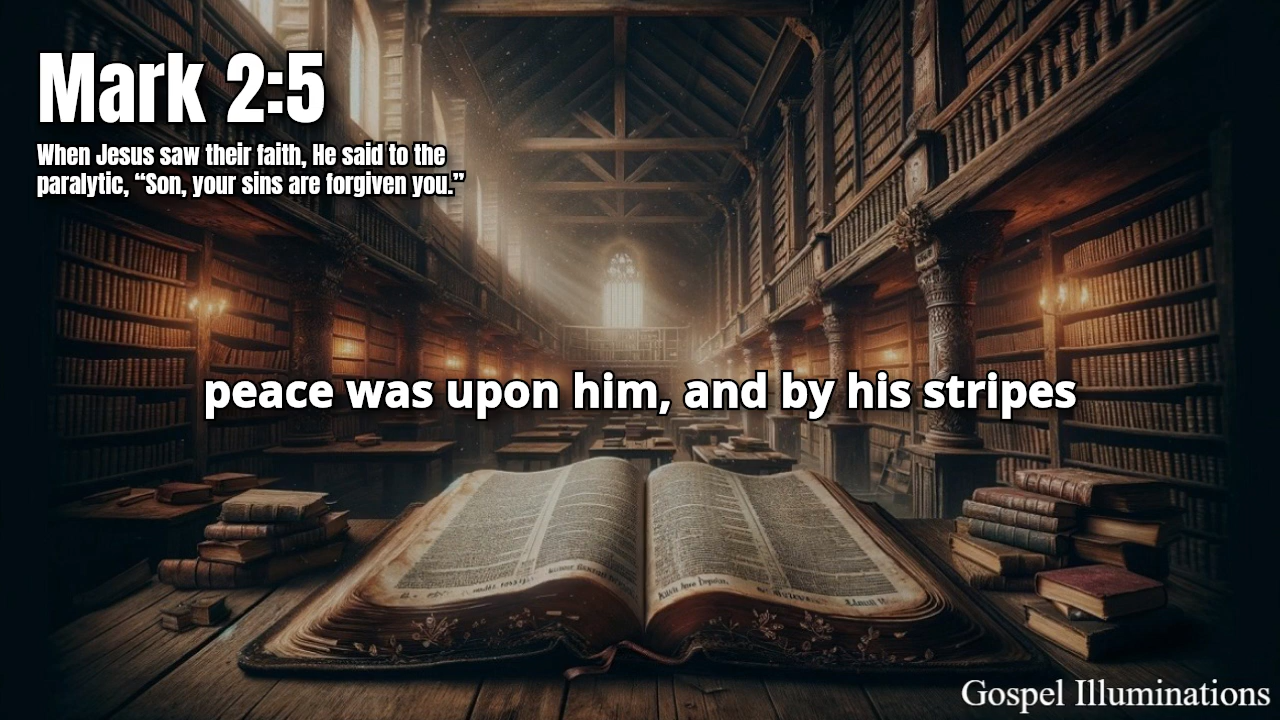 Mark 2:5
When Jesus saw their faith, He said to the
paralytic, “Son, your sins are forgiven you.”
peace was upon him, and by his stripes
Gospel Illuminations